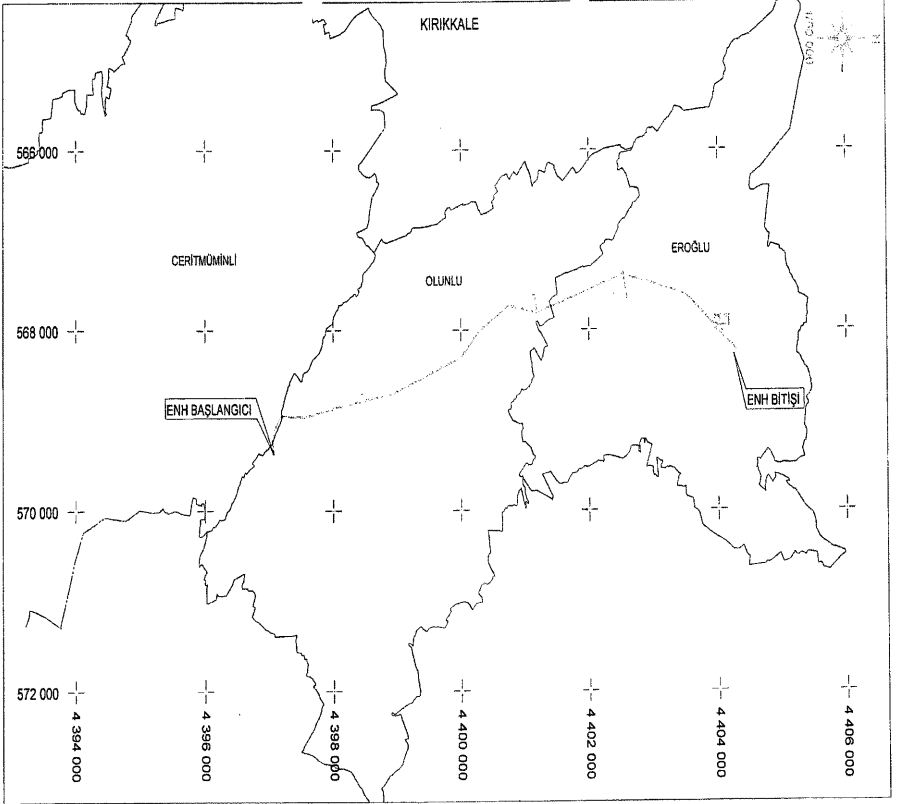 KIRIKKALE
566 000
CERİTMÜMİNLİ
OLUNLU
EROĞLU
568 000
ENH BAŞLANGICI
ENH BİTİŞİ
570 000
572 000
4 394 000
4 396 000
4 398 000
4 400 000
4 402 000
4 404 000
4 406 000